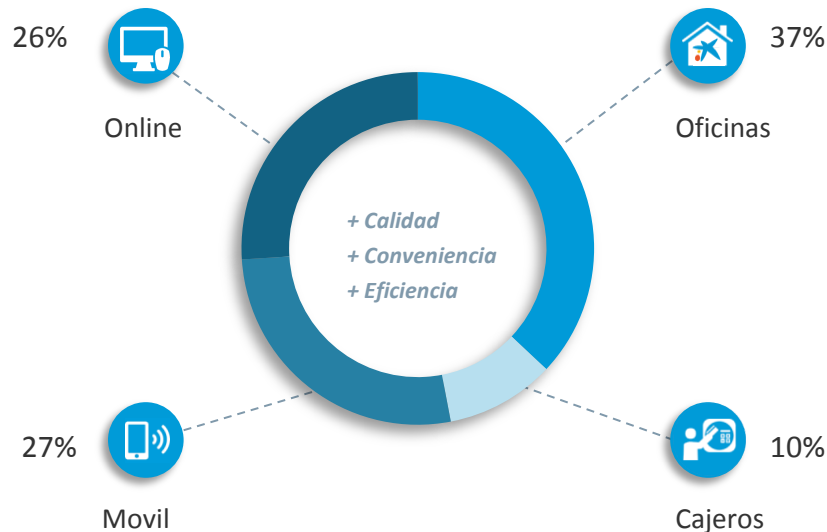 26%
Online
37%
Oficinas
+ Calidad
+ Conveniencia
+ Eficiencia
27%
Movil
10%
Cajeros